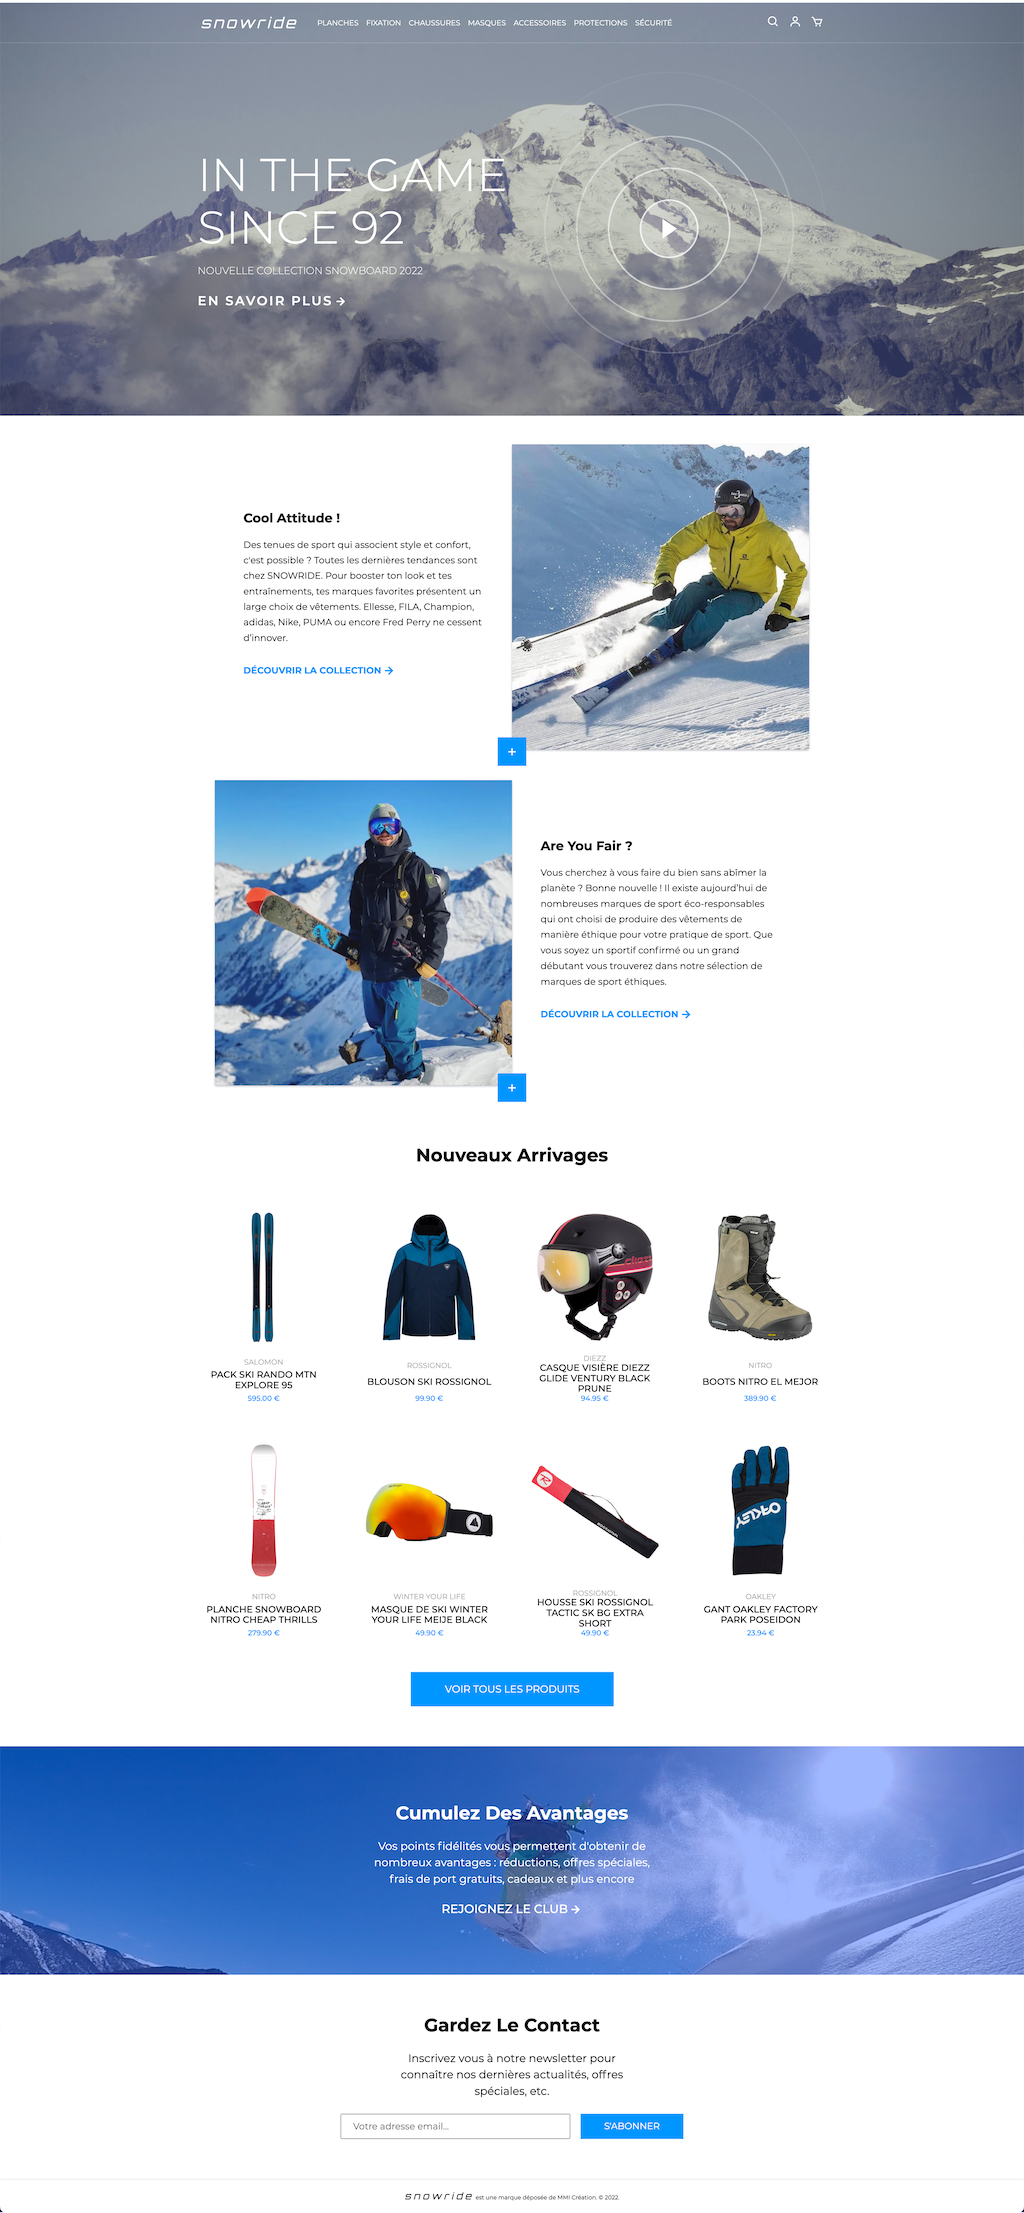 snowride PLANCHES FIXATION CHAUSSURES MASQUES ACCESSOIRES PROTECTIONS SÉCURITÉ
IN THE GAME
SINCE 92
NOUVELLE COLLECTION SNOWBOARD 2022
EN SAVOIR PLUS →
Cool Attitude !
Des tenues de sport qui associent style et confort,
c'est possible ? Toutes les dernières tendances sont
chez SNOWRIDE. Pour booster ton look et tes
entraînements, tes marques favorites présentent un
large choix de vêtements. Ellesse, FILA, Champion,
adidas, Nike, PUMA ou encore Fred Perry ne cessent
d'innover.
DÉCOUVRIR LA COLLECTION →
+
Are You Fair ?
Vous cherchez à vous faire du bien sans abîmer la
planète ? Bonne nouvelle ! Il existe aujourd'hui de
nombreuses marques de sport éco-responsables
qui ont choisi de produire des vêtements de
manière éthique pour votre pratique de sport. Que
vous soyez un sportif confirmé ou un grand
débutant vous trouverez dans notre sélection de
marques de sport éthiques.
DÉCOUVRIR LA COLLECTION →
+
Nouveaux Arrivages
SALOMON
PACK SKI RANDO MTN
EXPLORE 95
595.00 €
ROSSIGNOL
BLOUSON SKI ROSSIGNOL
99.90 €
DIEZZ
CASQUE VISIÈRE DIEZZ
GLIDE VENTURY BLACK
PRUNE
94.95 €
NITRO
BOOTS NITRO EL MEJOR
389.90 €
NITRO
PLANCHE SNOWBOARD
NITRO CHEAP THRILLS
279.90 €
WINTER YOUR LIFE
MASQUE DE SKI WINTER
YOUR LIFE MEIJE BLACK
49.90 €
R
ROSSIGNOL
HOUSSE SKI ROSSIGNOL
TACTIC SK BG EXTRA
SHORT
49.90 €
OAKLEY
OAKLEY
GANT OAKLEY FACTORY
PARK POSEIDON
23.94 €
VOIR TOUS LES PRODUITS
Cumulez Des Avantages
Vos points fidélités vous permettent d'obtenir de
nombreux avantages : réductions, offres spéciales,
frais de port gratuits, cadeaux et plus encore
REJOIGNEZ LE CLUB →
Gardez Le Contact
Inscrivez vous à notre newsletter pour
connaître nos dernières actualités, offres
spéciales, etc.
Votre adresse email... S'ABONNER
snowride est une marque déposée de MMI Création. © 2022.